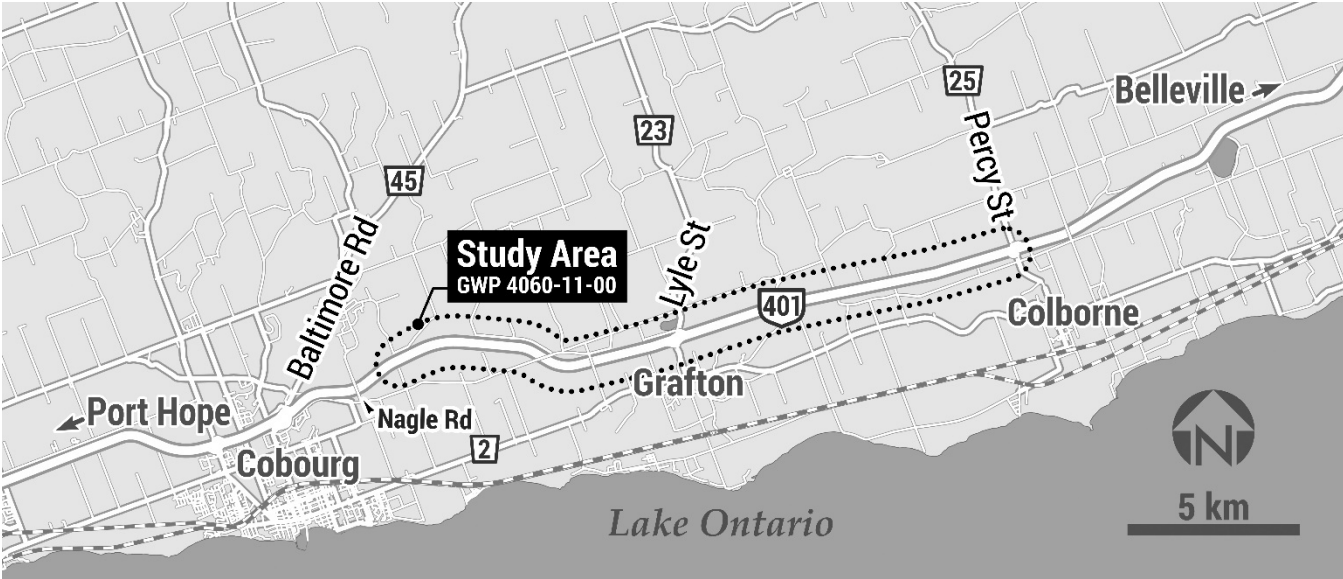 25
Belleville
23
Percy St
45
Baltimore Rd
Study Area
GWP 4060-11-00
Lyle St
401
Colborne
Grafton
Port Hope
Nagle Rd
2
Cobourg
N
5 km
Lake Ontario